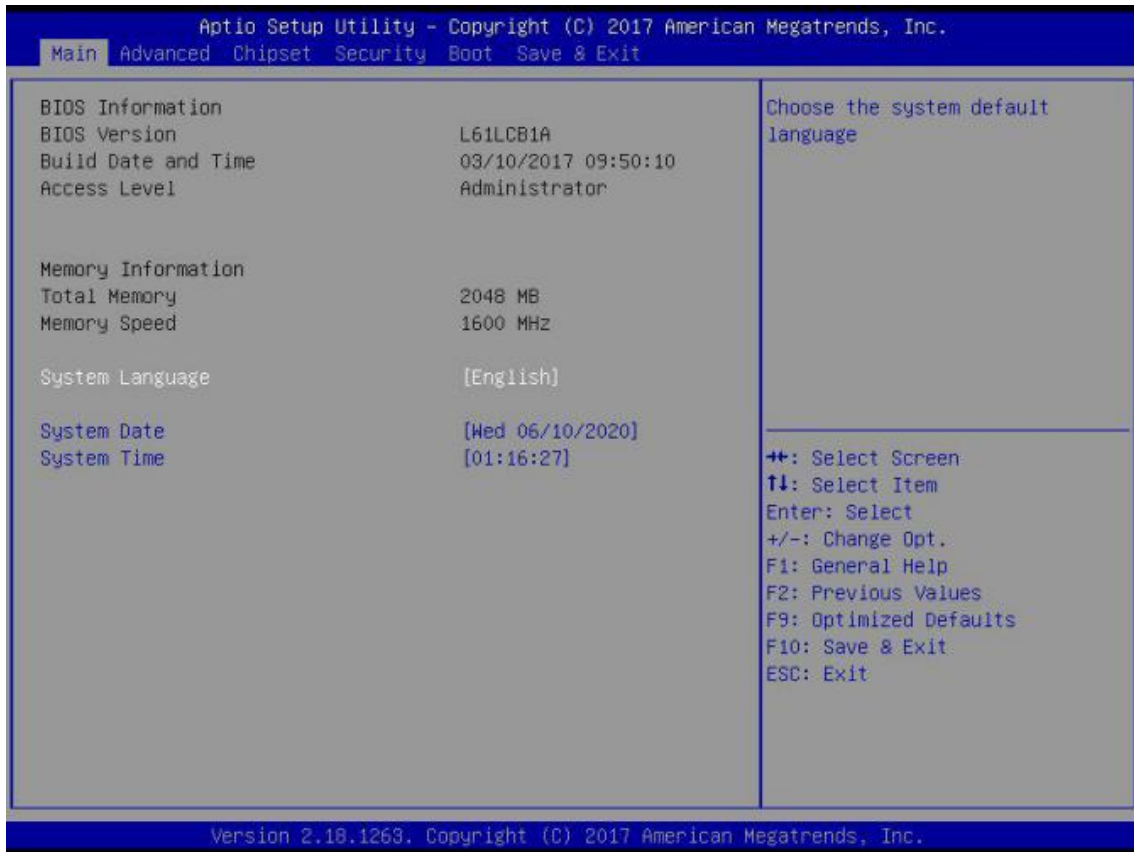 Aptio Setup Utility – Copyright (C) 2017 American Megatrends, Inc.
Main Advanced Chipset Security Boot Save & Exit
BIOS Information
BIOS Version L61LCB1A
Build Date and Time 03/10/2017 09:50:10
Access Level Administrator
Memory Information
Total Memory 2048 MB
Memory Speed 1600 MHz
System Language [English]
System Date [Wed 06/10/2020]
System Time [01:16:27]
Choose the system default
language
→←: Select Screen
↑↓: Select Item
Enter: Select
+/-: Change Opt.
F1: General Help
F2: Previous Values
F9: Optimized Defaults
F10: Save & Exit
ESC: Exit
Version 2.18.1263. Copyright (C) 2017 American Megatrends, Inc.